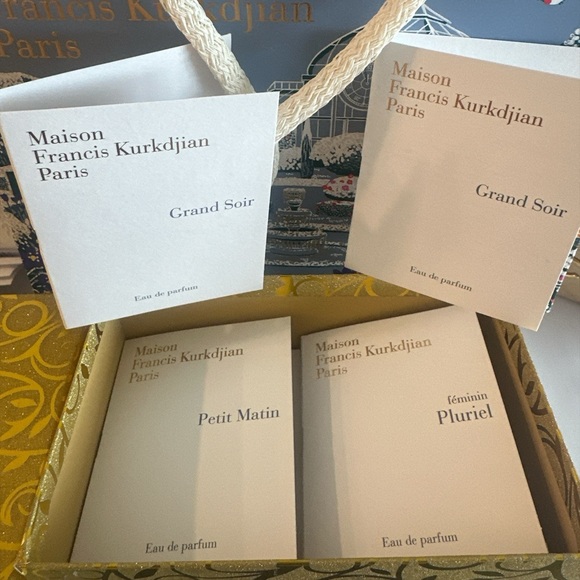 Francis Kurkdjian
Paris
Maison
Francis Kurkdjian
Paris
Grand Soir
Eau de parfum
Maison
Francis Kurkdjian
Paris
Grand Soir
Eau de parfum
Maison
Francis Kurkdjian
Paris
Petit Matin
Eau de parfum
Maison
Francis Kurkdjian
Paris
féminin
Pluriel
Eau de parfum